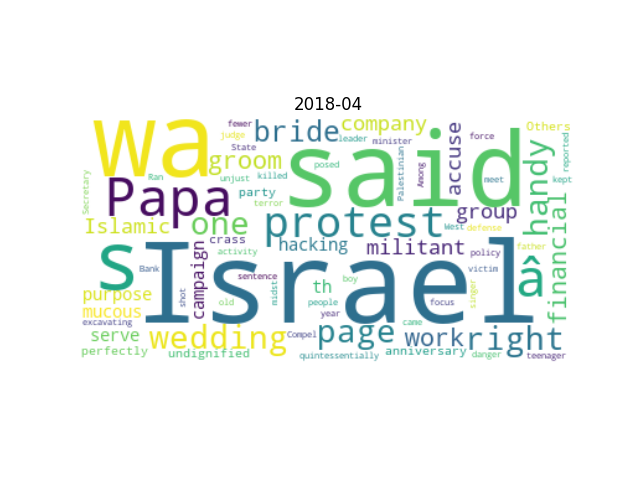 2018-04
wa said fewer judge State bride leader company minister force Others
groom Ran unjust killed posed Palestinian Among accuse meet kept reported
Secretary Papa party terror handy
Islamic one protest group West defense
s Israel crass hacking militant policy father â financial
Bank activity campaign sentence victim
purpose shot old midst th boy people year focus singer
mucous excavating came
serve wedding Compel page work right
perfectly undignified quintessentially anniversary danger teenager